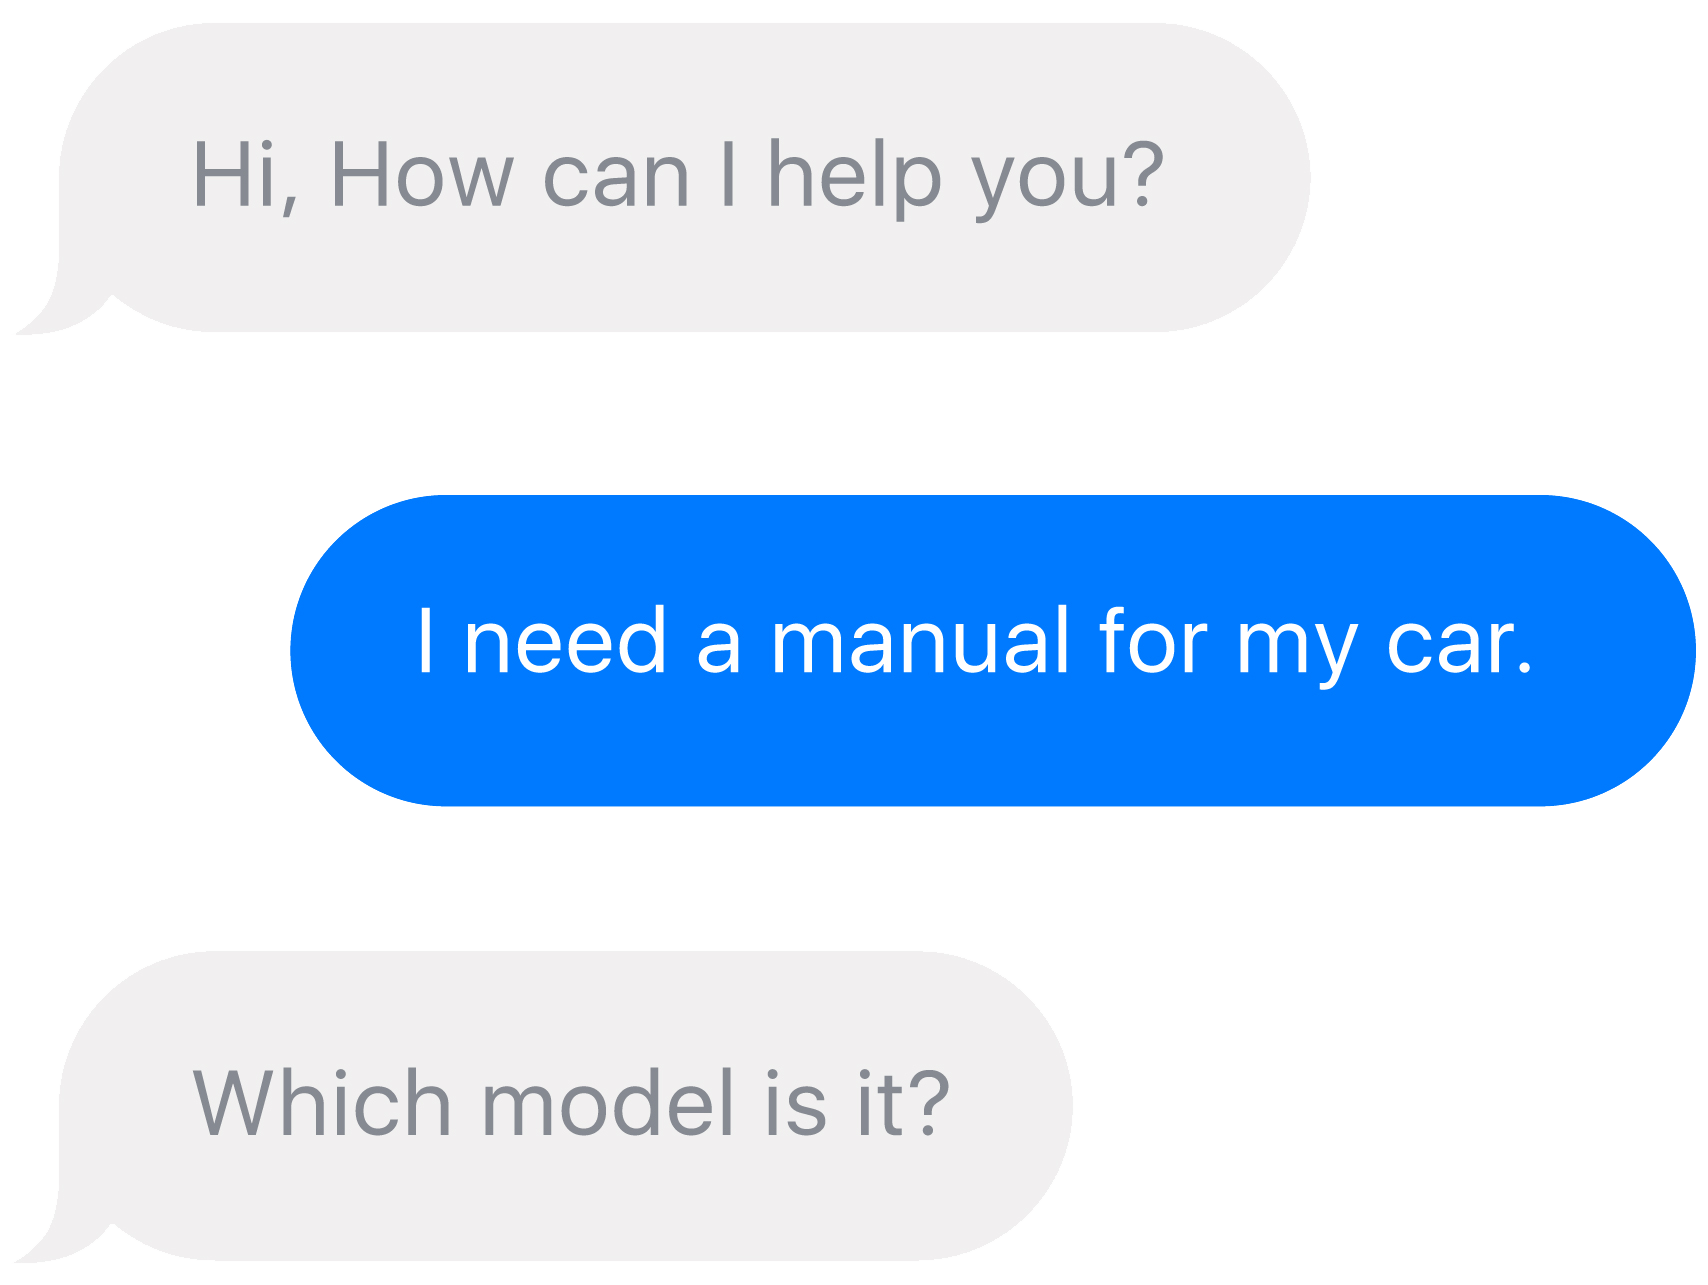 Hi, How can I help you?
I need a manual for my car.
Which model is it?